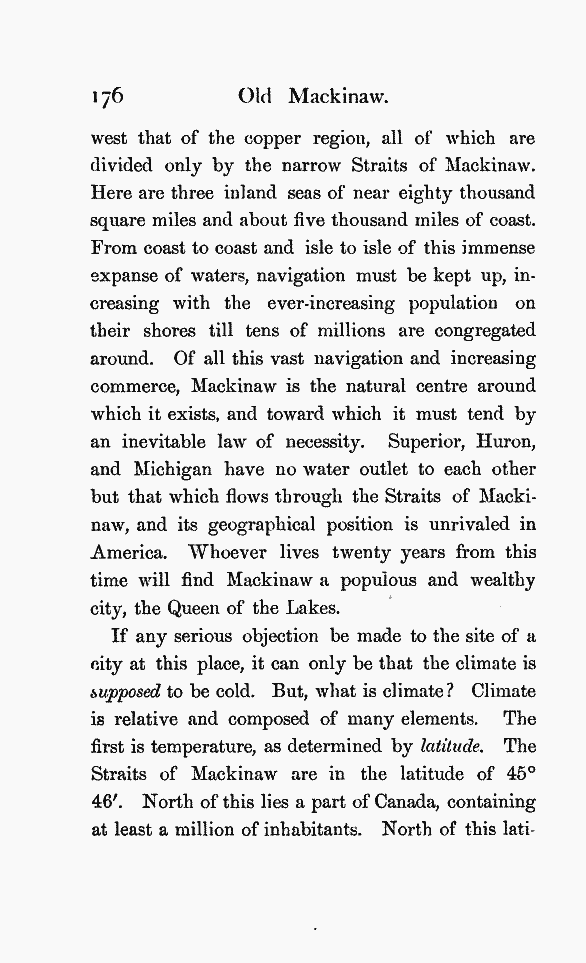 176 Old Mackinaw.
west that of the copper region, all of which are
divided only by the narrow Straits of Mackinaw.
Here are three inland seas of near eighty thousand
square miles and about five thousand miles of coast.
From coast to coast and isle to isle of this immense
expanse of waters, navigation must be kept up, in-
creasing with the ever-increasing population on
their shores till tens of millions are congregated
around. Of all this vast navigation and increasing
commerce, Mackinaw is the natural centre around
which it exists, and toward which it must tend by
an inevitable law of necessity. Superior, Huron,
and Michigan have no water outlet to each other
but that which flows through the Straits of Macki-
naw, and its geographical position is unrivaled in
America. Whoever lives twenty years from this
time will find Mackinaw a populous and wealthy
city, the Queen of the Lakes.
If any serious objection be made to the site of a
city at this place, it can only be that the climate is
supposed to be cold. But, what is climate? Climate
is relative and composed of many elements. The
first is temperature, as determined by latitude. The
Straits of Mackinaw are in the latitude of 45°
46′. North of this lies a part of Canada, containing
at least a million of inhabitants. North of this lati-